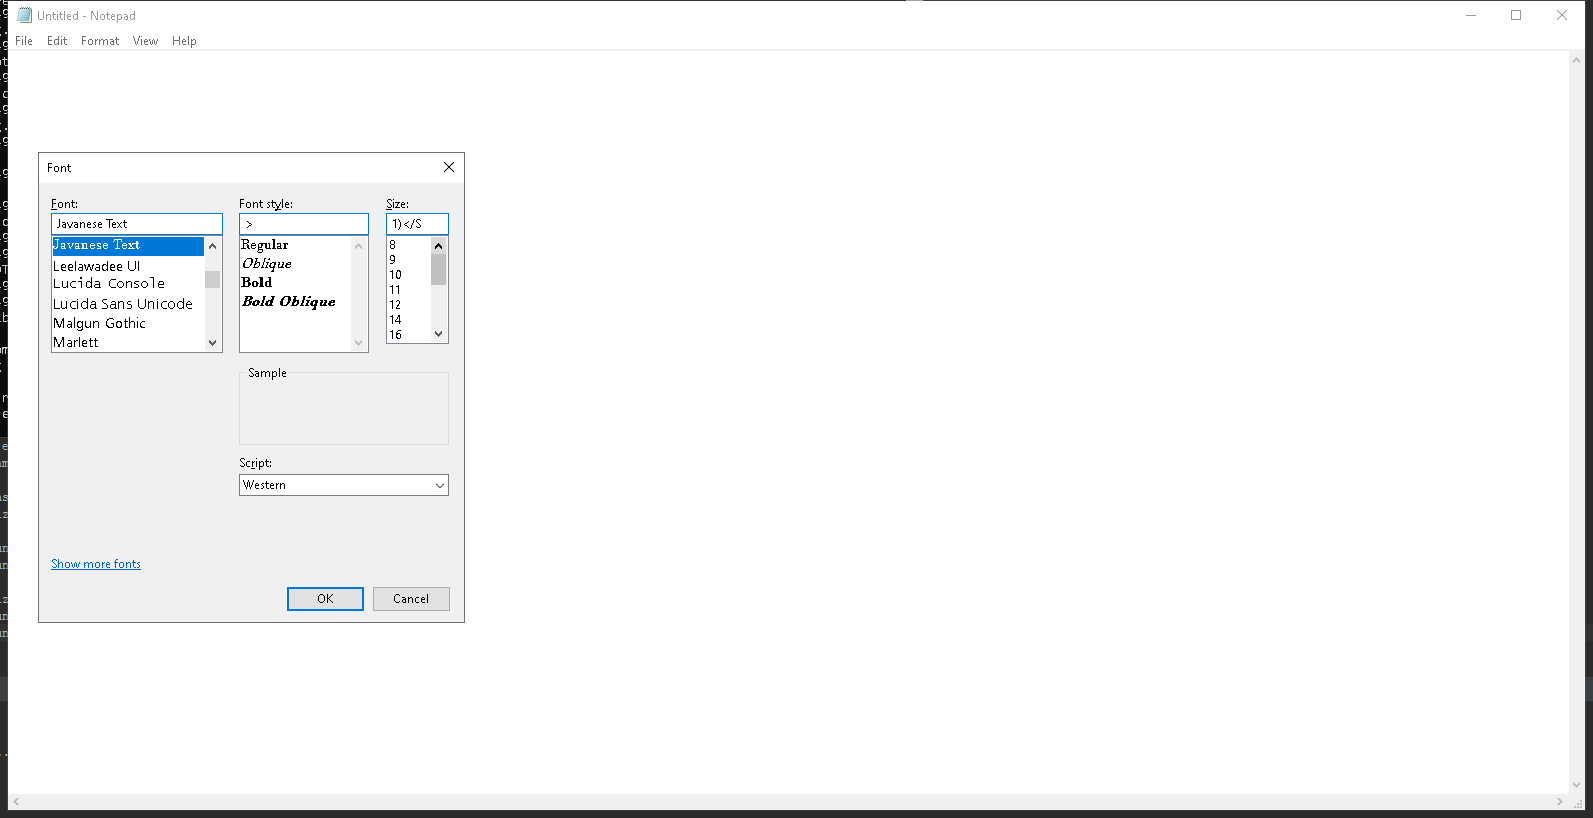 Untitled - Notepad
File Edit Format View Help
Font
Font: Font style: Size:
Javanese Text > 1)</S
Javanese Text Regular 8
Leelawadee UI Oblique 9
Lucida Console Bold 10
Lucida Sans Unicode Bold Oblique 11
Malgun Gothic 12
Marlett 14
16
Sample
Script:
Western
Show more fonts
OK Cancel